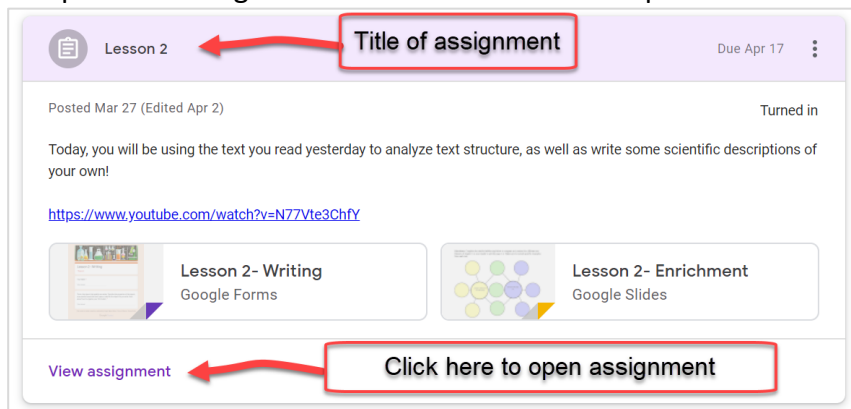 Lesson 2
Title of assignment
Due Apr 17
Posted Mar 27 (Edited Apr 2)
Turned in
Today, you will be using the text you read yesterday to analyze text structure, as well as write some scientific descriptions of
your own!
https://www.youtube.com/watch?v=N77Vte3ChfY
Lesson 2- Writing
Google Forms
Lesson 2- Enrichment
Google Slides
View assignment
Click here to open assignment